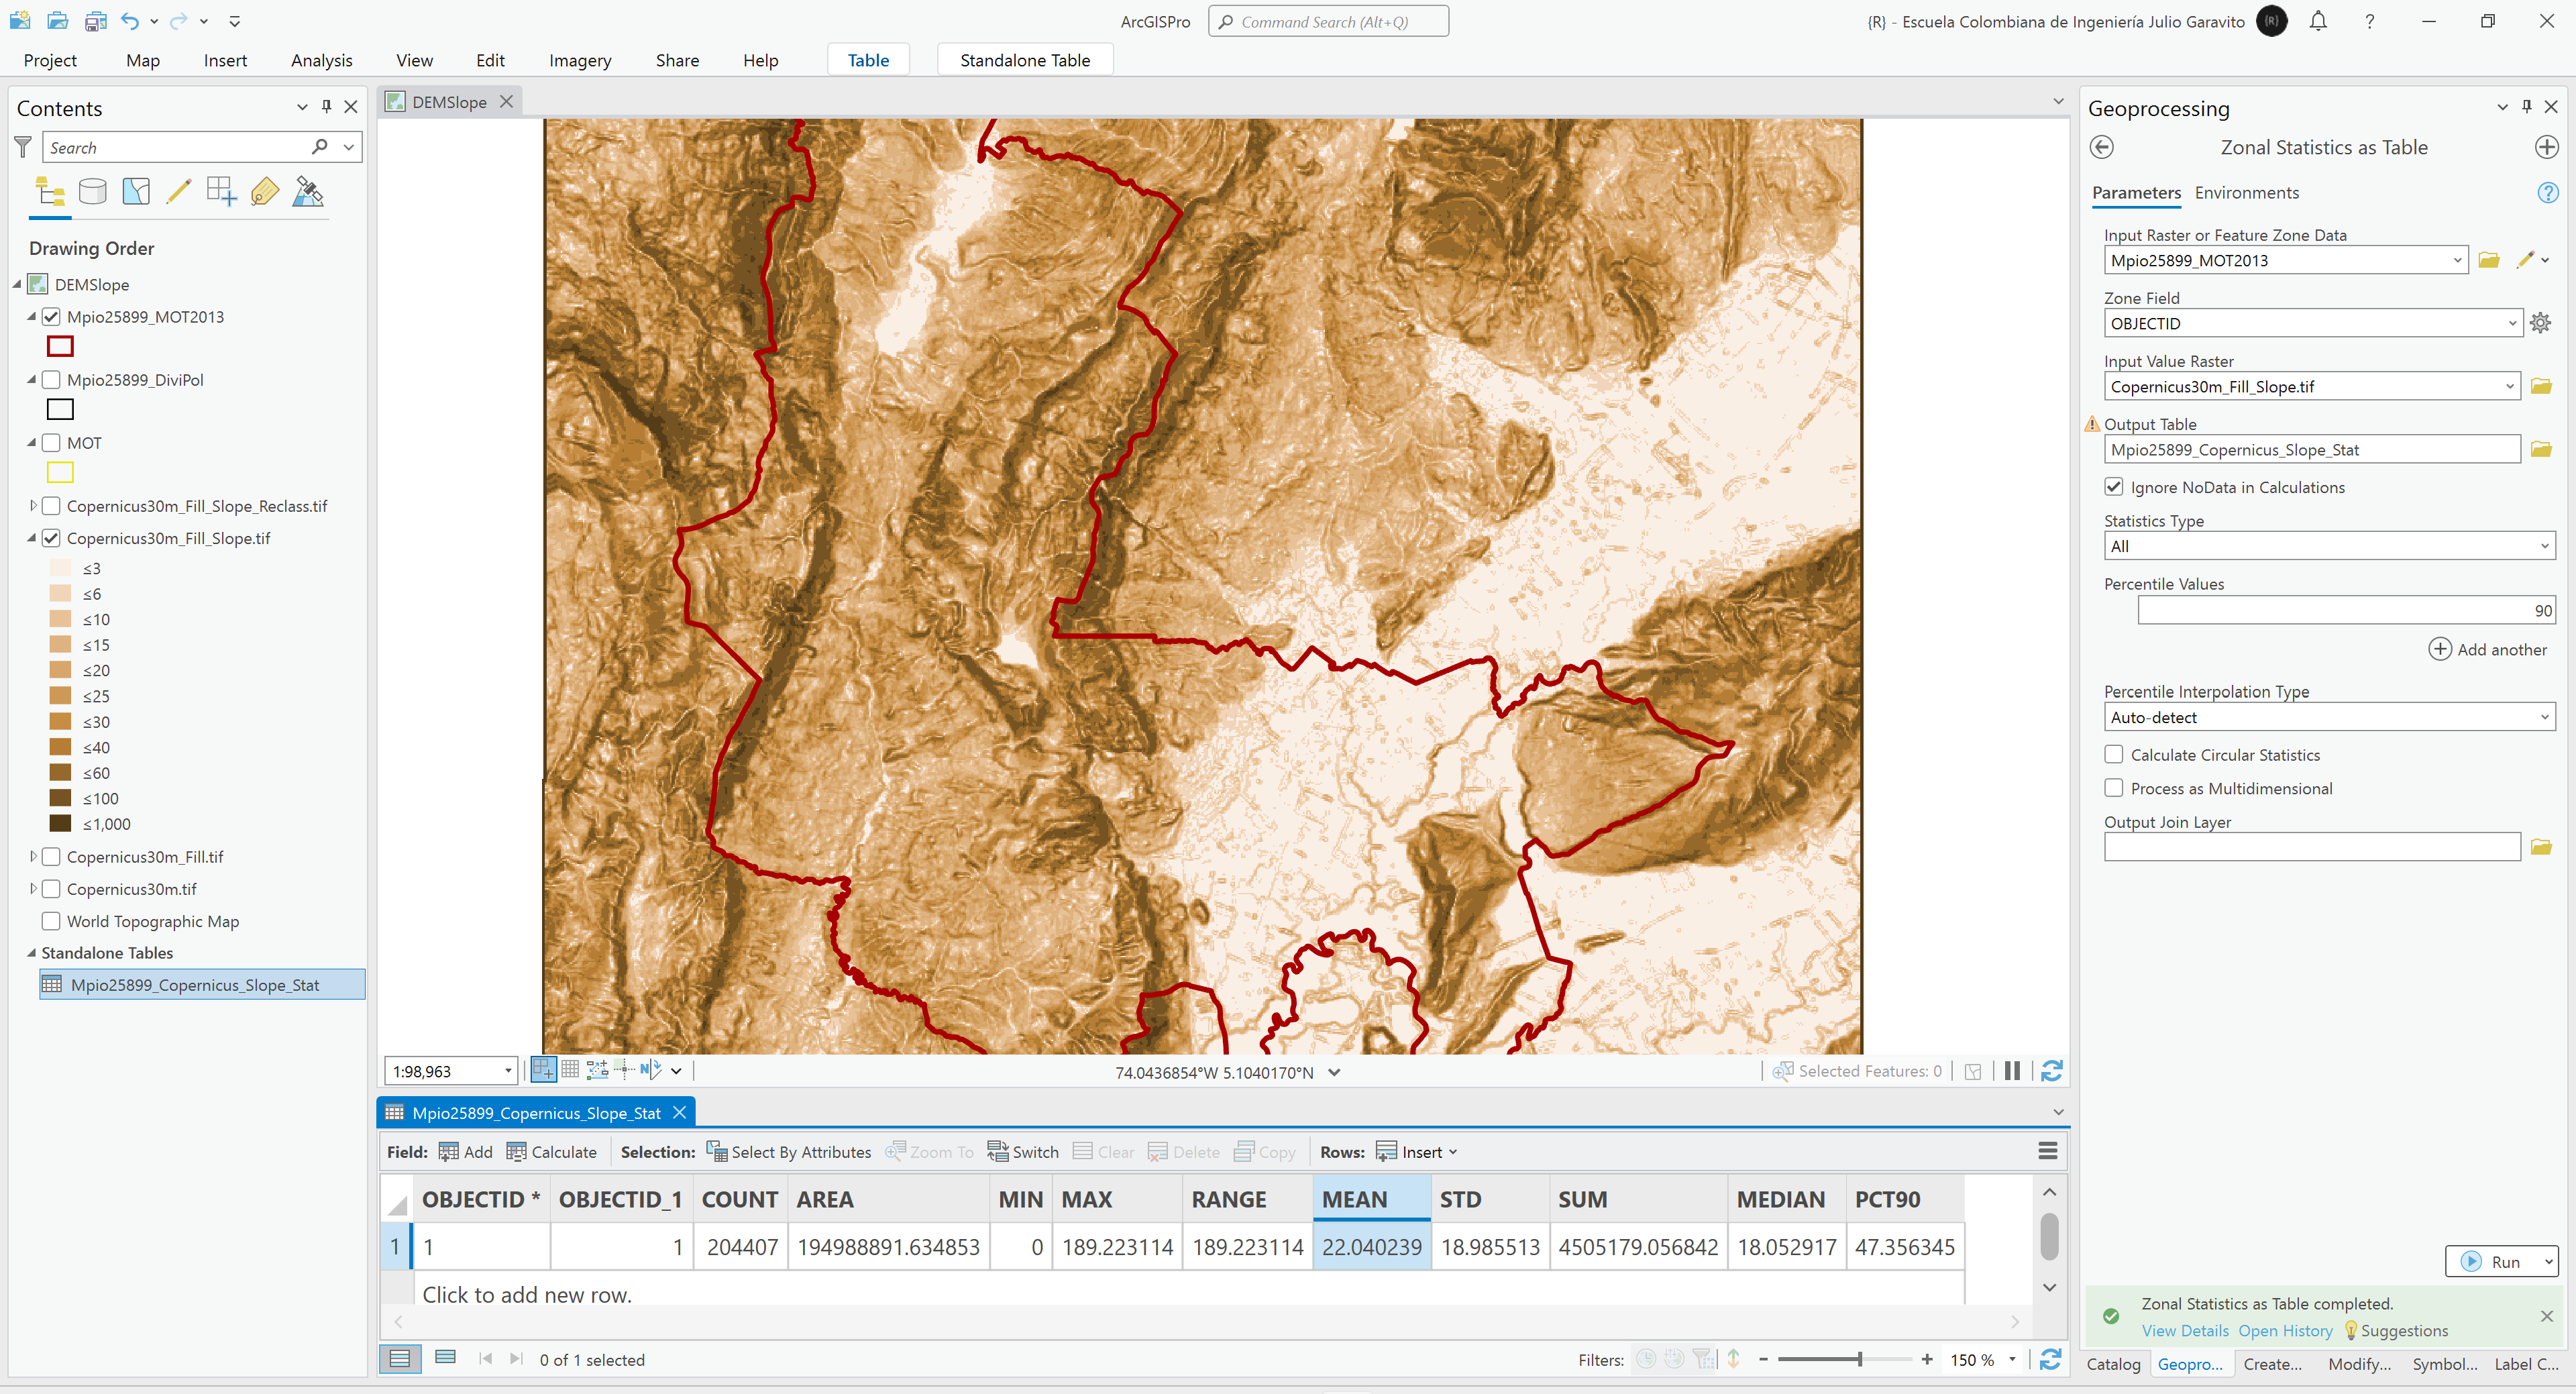 ArcGISPro
Command Search (Alt+Q)
{R} - Escuela Colombiana de Ingeniería Julio Garavito
{R}
?
Project Map Insert Analysis View Edit Imagery Share Help Table Standalone Table
Contents
Search
Drawing Order
DEMSlope
Mpio25899_MOT2013
Mpio25899_DiviPol
MOT
Copernicus30m_Fill_Slope_Reclass.tif
Copernicus30m_Fill_Slope.tif
≤3
≤6
≤10
≤15
≤20
≤25
≤30
≤40
≤60
≤100
≤1,000
Copernicus30m_Fill.tif
Copernicus30m.tif
World Topographic Map
Standalone Tables
Mpio25899_Copernicus_Slope_Stat
DEMSlope
1:98,963
N
74.0436854°W 5.1040170°N
Selected Features: 0
Mpio25899_Copernicus_Slope_Stat
Field: Add Calculate Selection: Select By Attributes Zoom To Switch Clear Delete Copy Rows: Insert
OBJECTID * OBJECTID_1 COUNT AREA MIN MAX RANGE MEAN STD SUM MEDIAN PCT90
1 1 1 204407 194988891.634853 0 189.223114 189.223114 22.040239 18.985513 4505179.056842 18.052917 47.356345
Click to add new row.
0 of 1 selected
Filters:
150 %
Geoprocessing
Zonal Statistics as Table
Parameters Environments
?
Input Raster or Feature Zone Data
Mpio25899_MOT2013
Zone Field
OBJECTID
Input Value Raster
Copernicus30m_Fill_Slope.tif
Output Table
Mpio25899_Copernicus_Slope_Stat
Ignore NoData in Calculations
Statistics Type
All
Percentile Values
90
Add another
Percentile Interpolation Type
Auto-detect
Calculate Circular Statistics
Process as Multidimensional
Output Join Layer
Run
Zonal Statistics as Table completed.
View Details Open History Suggestions
Catalog Geopro... Create... Modify... Symbol... Label C...